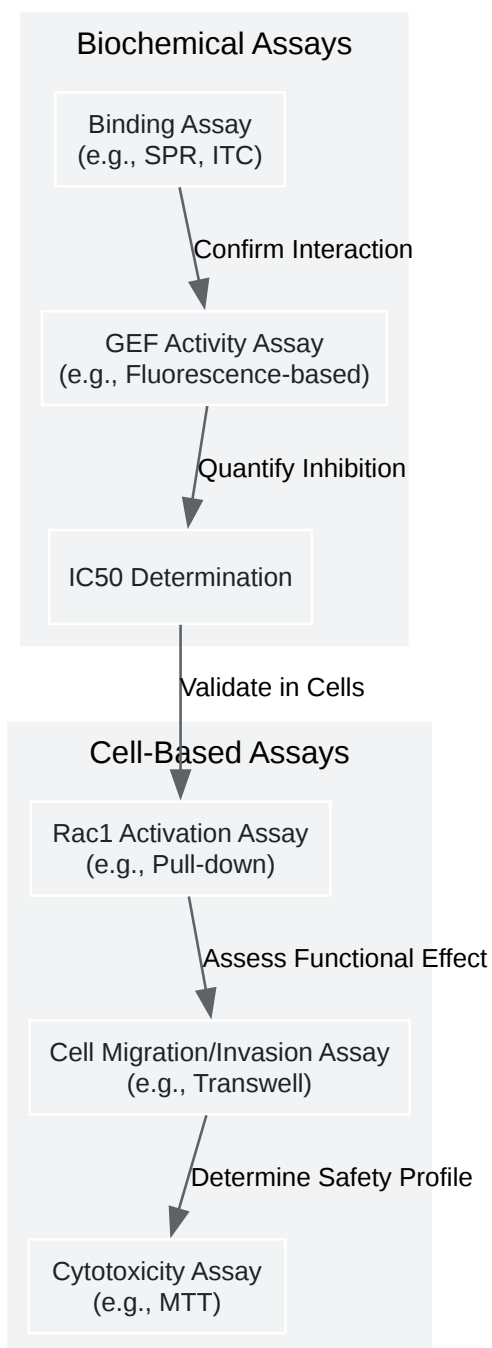 Biochemical Assays
Binding Assay
(e.g., SPR, ITC)
Confirm Interaction
GEF Activity Assay
(e.g., Fluorescence-based)
Quantify Inhibition
IC50 Determination
Validate in Cells
Cell-Based Assays
Rac1 Activation Assay
(e.g., Pull-down)
Assess Functional Effect
Cell Migration/Invasion Assay
(e.g., Transwell)
Determine Safety Profile
Cytotoxicity Assay
(e.g., MTT)